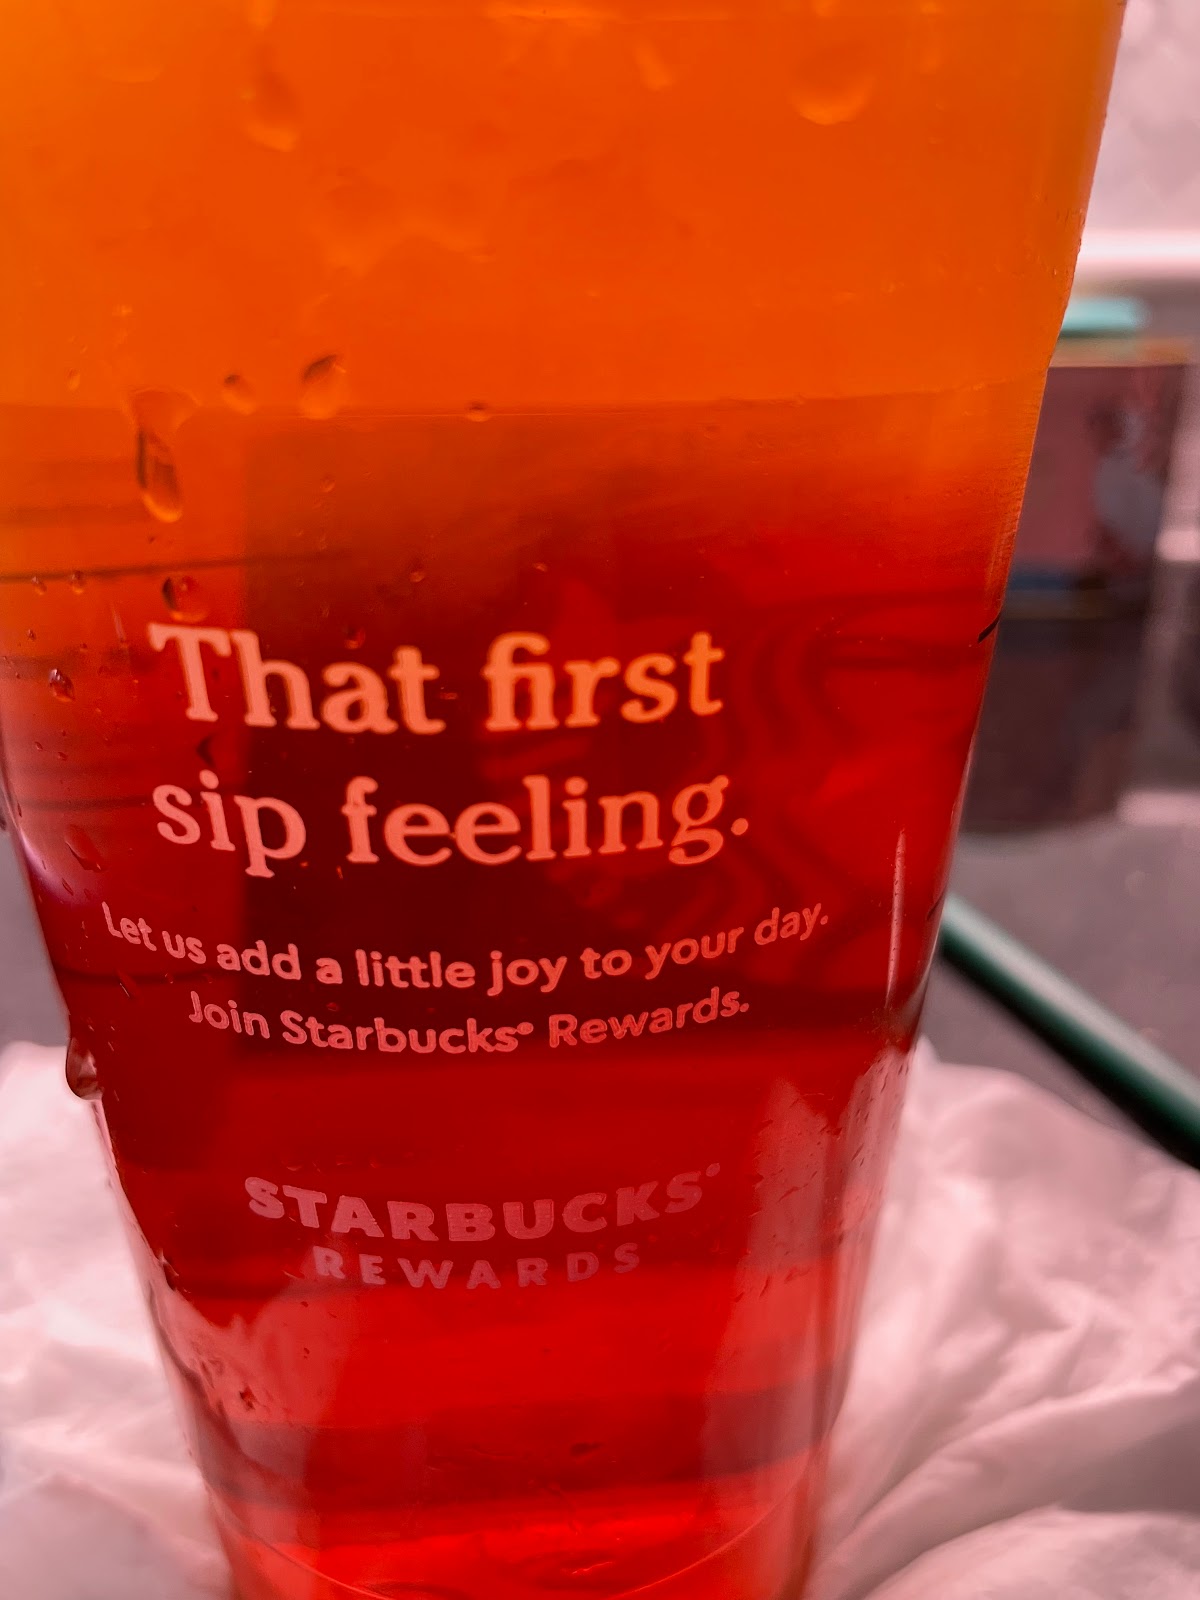 That first
sip feeling.
Let us add a little joy to your day.
Join Starbucks® Rewards.
STARBUCKS®
REWARDS